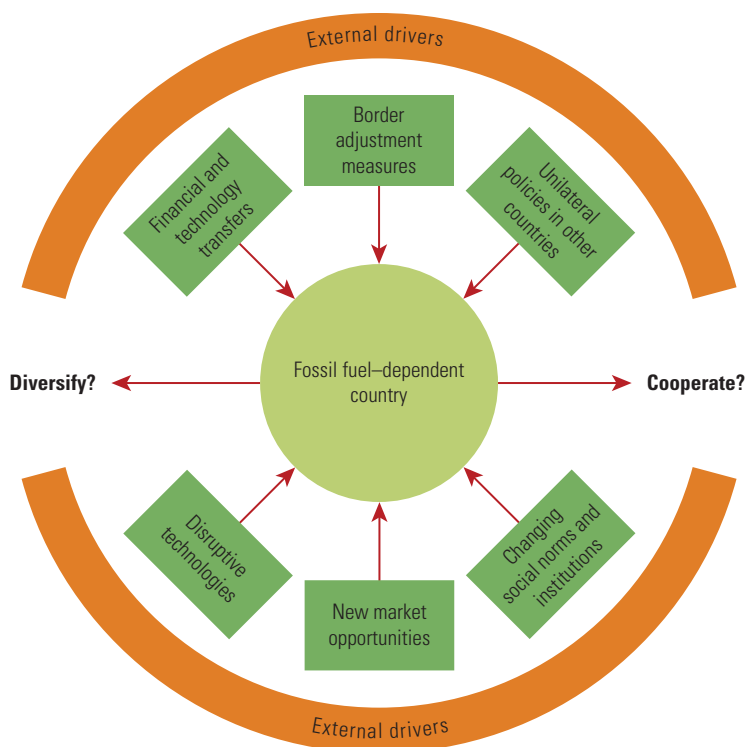 External drivers
Border
adjustment
measures
Financial and
technology
transfers
Unilateral
policies in other
countries
Diversify?
Fossil fuel–dependent
country
Cooperate?
Disruptive
technologies
New market
opportunities
Changing
social norms and
institutions
External drivers